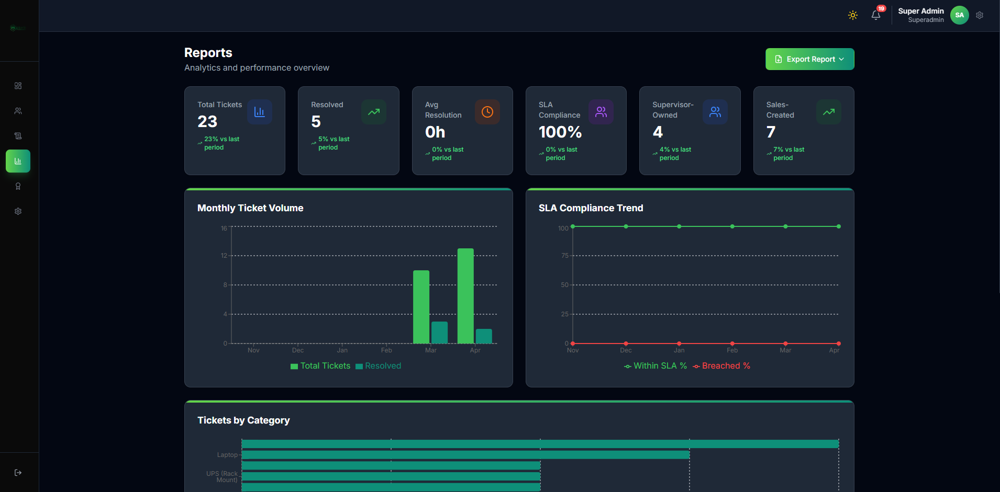 19
Super Admin
Superadmin
SA
Reports
Analytics and performance overview
Export Report
Total Tickets
23
23% vs last
period
Resolved
5
5% vs last
period
Avg
Resolution
0h
0% vs last
period
SLA
Compliance
100%
0% vs last
period
Supervisor-
Owned
4
4% vs last
period
Sales-
Created
7
7% vs last
period
Monthly Ticket Volume
16
12
8
4
0
Nov Dec Jan Feb Mar Apr
Total Tickets Resolved
SLA Compliance Trend
100
75
50
25
0
Nov Dec Jan Feb Mar Apr
Within SLA % Breached %
Tickets by Category
Laptop
UPS (Rack
Mount)